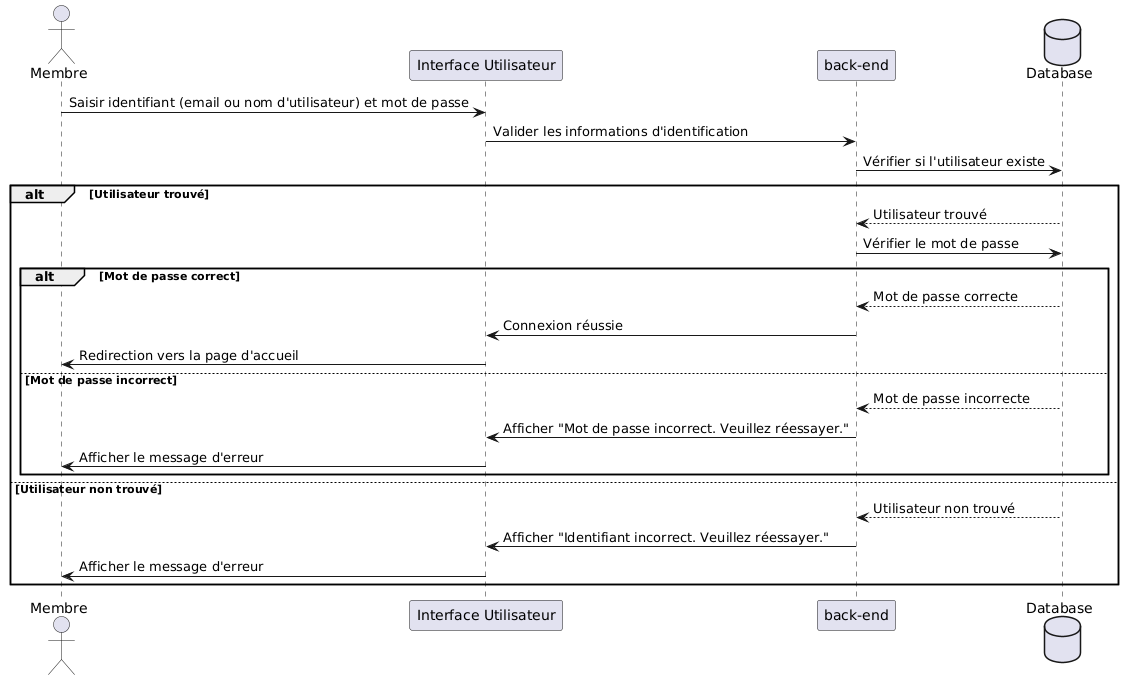 Membre
Interface Utilisateur
back-end
Database
Saisir identifiant (email ou nom d'utilisateur) et mot de passe
Valider les informations d'identification
Vérifier si l'utilisateur existe
alt [Utilisateur trouvé]
Utilisateur trouvé
Vérifier le mot de passe
alt [Mot de passe correct]
Mot de passe correcte
Connexion réussie
Redirection vers la page d'accueil
[Mot de passe incorrect]
Mot de passe incorrecte
Afficher "Mot de passe incorrect. Veuillez réessayer."
Afficher le message d'erreur
[Utilisateur non trouvé]
Utilisateur non trouvé
Afficher "Identifiant incorrect. Veuillez réessayer."
Afficher le message d'erreur
Membre
Interface Utilisateur
back-end
Database